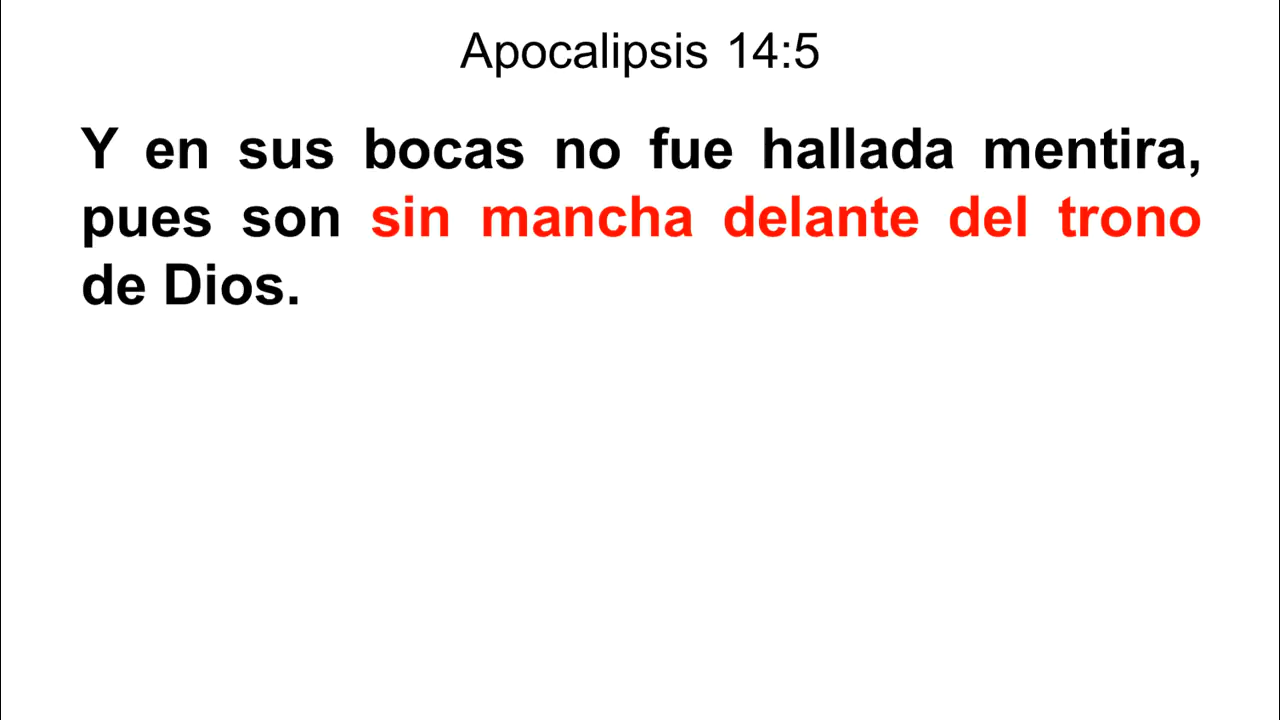 Apocalipsis 14:5
Y en sus bocas no fue hallada mentira,
pues son sin mancha delante del trono
de Dios.